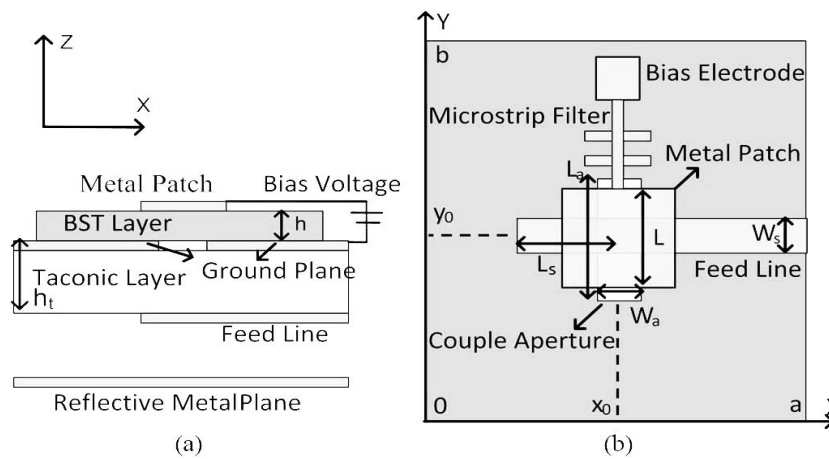 Z
X
Metal Patch
Bias Voltage
BST Layer
h
Taconic Layer
Ground Plane
hₜ
Feed Line
Reflective MetalPlane
(a)
Y
b
Bias Electrode
Microstrip Filter
Lₐ
Metal Patch
y₀
L
Wₛ
Lₛ
Feed Line
Wₐ
Couple Aperture
0
x₀
a
(b)